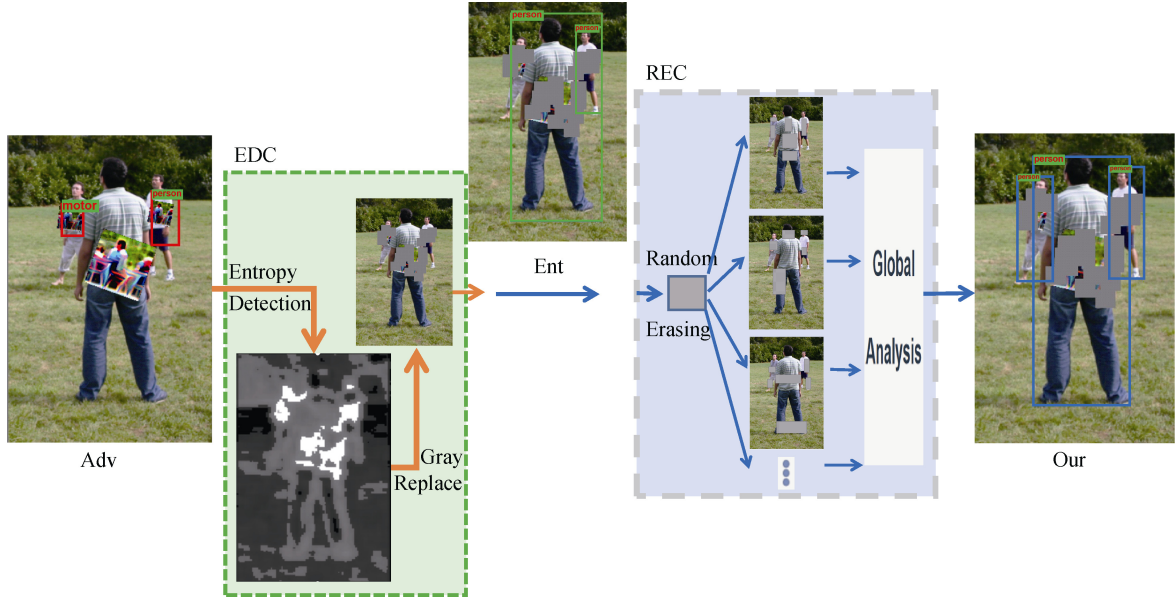 person
person
REC
EDC
motor
person
person
person
person
Entropy
Detection
Ent
Random
Erasing
Global
Analysis
Gray
Replace
Adv
Our